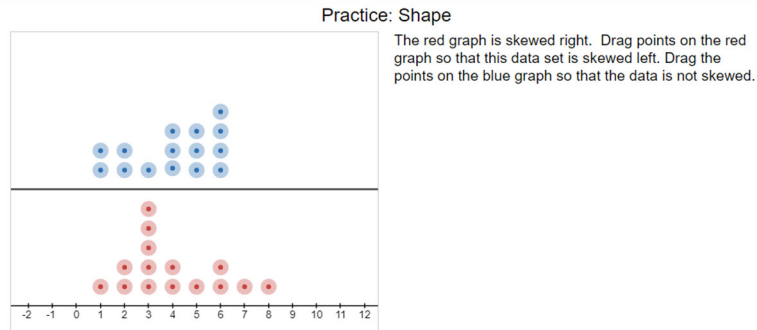 Practice: Shape
The red graph is skewed right. Drag points on the red
graph so that this data set is skewed left. Drag the
points on the blue graph so that the data is not skewed.
-2 -1 0 1 2 3 4 5 6 7 8 9 10 11 12